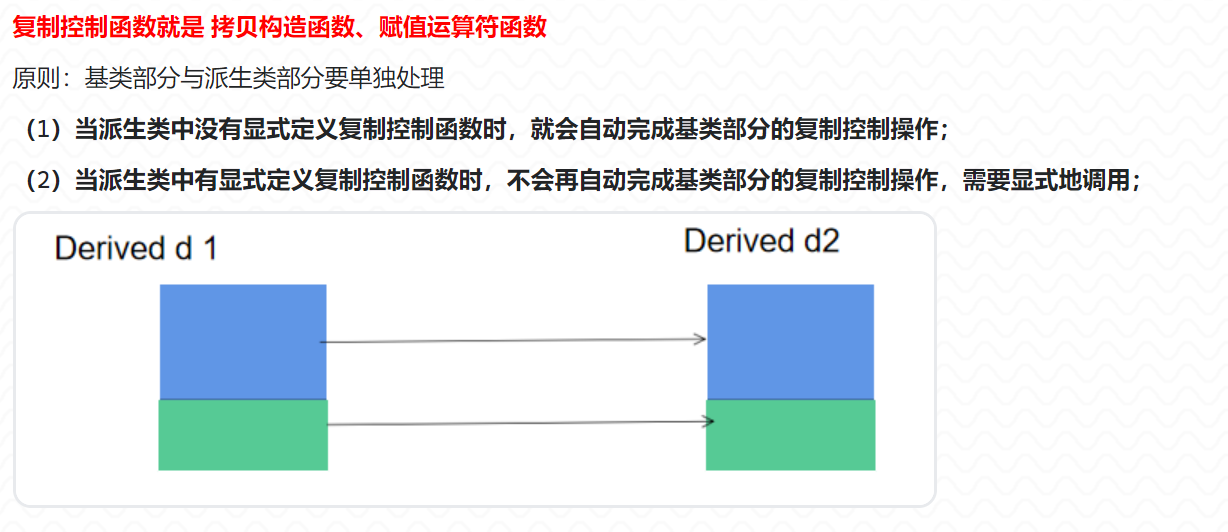 复制控制函数就是 拷贝构造函数、赋值运算符函数
原则：基类部分与派生类部分要单独处理
（1）当派生类中没有显式定义复制控制函数时，就会自动完成基类部分的复制控制操作；
（2）当派生类中有显式定义复制控制函数时，不会再自动完成基类部分的复制控制操作，需要显式地调用；
Derived d 1
Derived d2